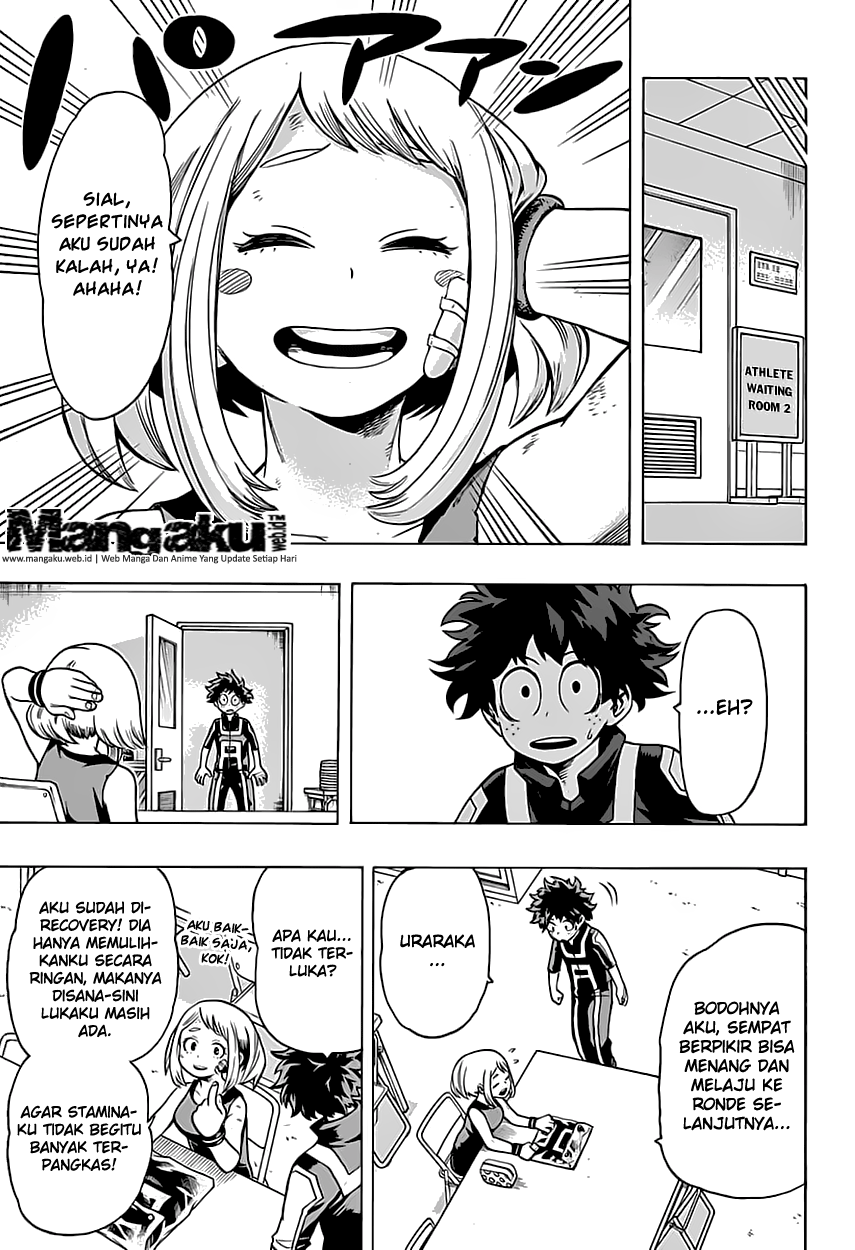 パァアン
ATHLETE
WAITING
ROOM 2
SIAL,
SEPERTINYA
AKU SUDAH
KALAH, YA!
AHAHA!
Mangaku
web.id
www.mangaku.web.id | Web Manga Dan Anime Yang Update Setiap Hari
...EH?
URARAKA
...
BODOHNYA
AKU, SEMPAT
BERPIKIR BISA
MENANG DAN
MELAJU KE
RONDE SE-
LANJUTNYA...
APA KAU...
TIDAK TER-
LUKA?
AKU BAIK-
BAIK SAJA,
KOK!
AKU SUDAH DI-
RECOVERY! DIA
HANYA MEMULIH-
KANKU SECARA
RINGAN, MAKANYA
DISANA-SINI
LUKAKU MASIH
ADA.
AGAR STAMINA-
KU TIDAK BEGITU
BANYAK TER-
PANGKAS!